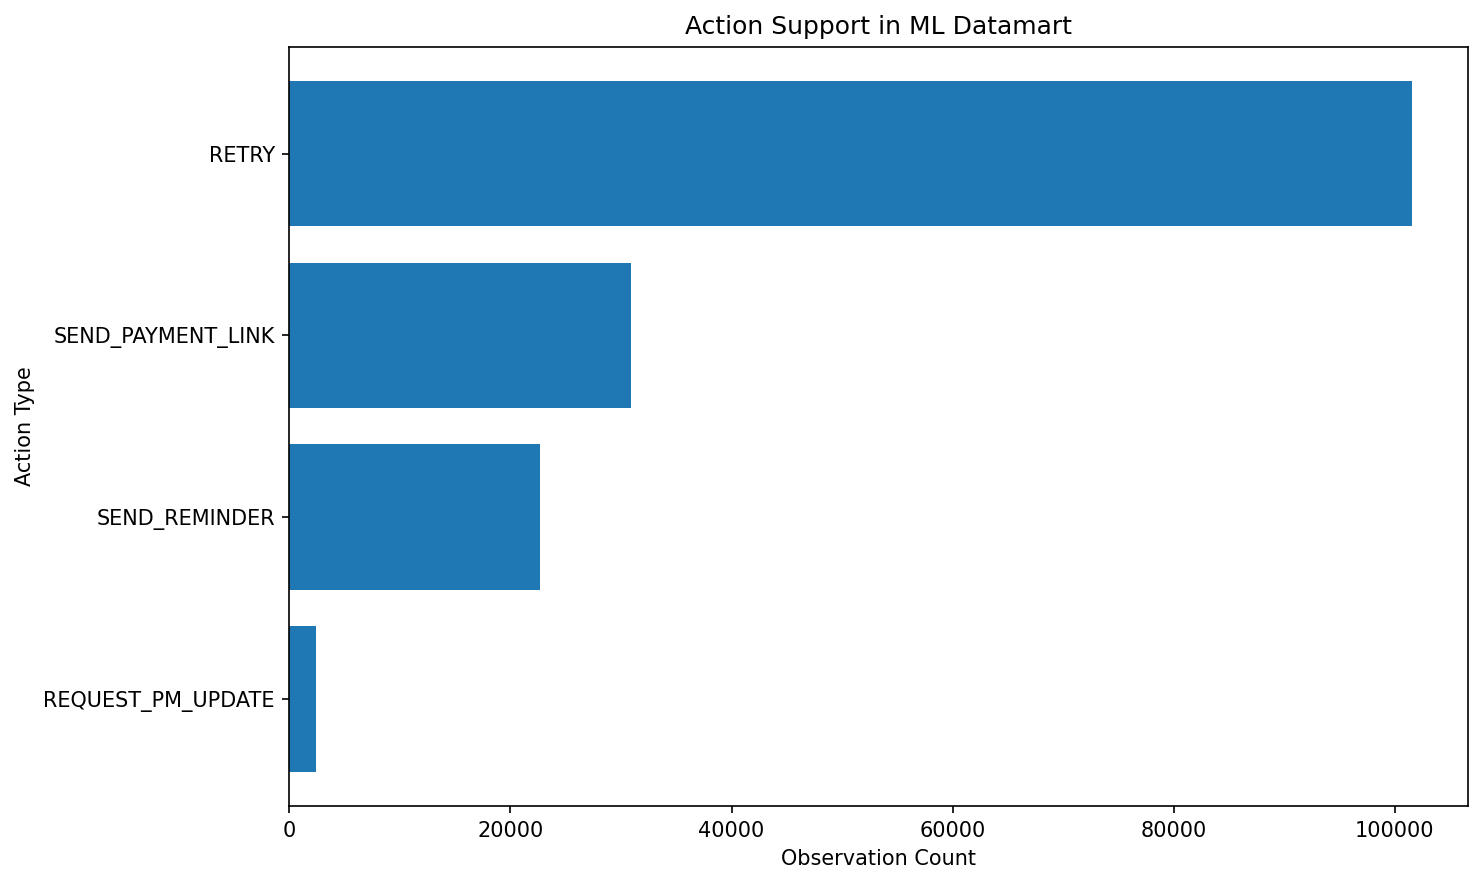 Action Support in ML Datamart
RETRY
SEND_PAYMENT_LINK
SEND_REMINDER
REQUEST_PM_UPDATE
Action Type
0 20000 40000 60000 80000 100000
Observation Count